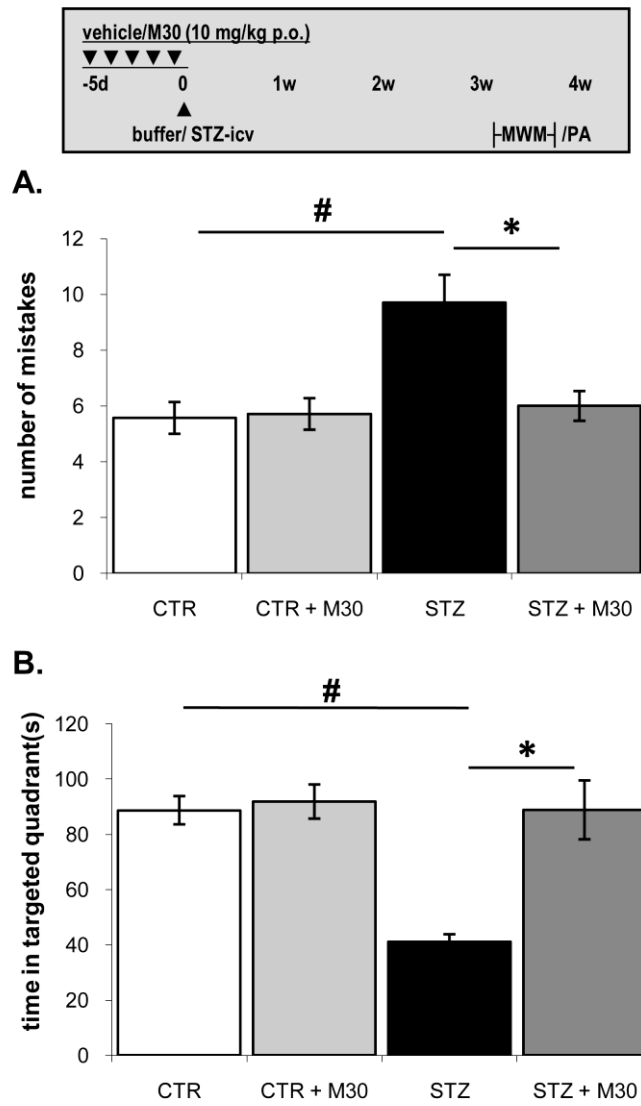 vehicle/M30 (10 mg/kg p.o.)
-5d 0 1w 2w 3w 4w
buffer/ STZ-icv MWM /PA
A.
# *
number of mistakes
12
10
8
6
4
2
0
CTR CTR + M30 STZ STZ + M30
B.
# *
time in targeted quadrant(s)
120
100
80
60
40
20
0
CTR CTR + M30 STZ STZ + M30